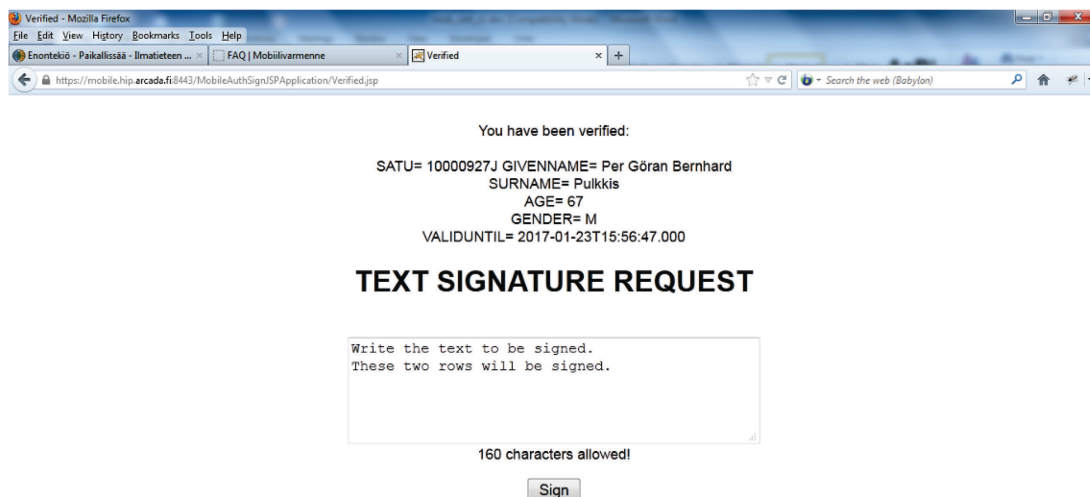 Verified - Mozilla Firefox
File Edit View History Bookmarks Tools Help
Enontekiö - Paikallissää - Ilmatieteen ... ×
FAQ | Mobiilivarmenne ×
Verified × +
https://mobile.hip.arcada.fi:8443/MobileAuthSignJSPApplication/Verified.jsp
Search the web (Babylon)
You have been verified:
SATU= 10000927J GIVENNAME= Per Göran Bernhard
SURNAME= Pulkkis
AGE= 67
GENDER= M
VALIDUNTIL= 2017-01-23T15:56:47.000
TEXT SIGNATURE REQUEST
Write the text to be signed.
These two rows will be signed.
160 characters allowed!
Sign